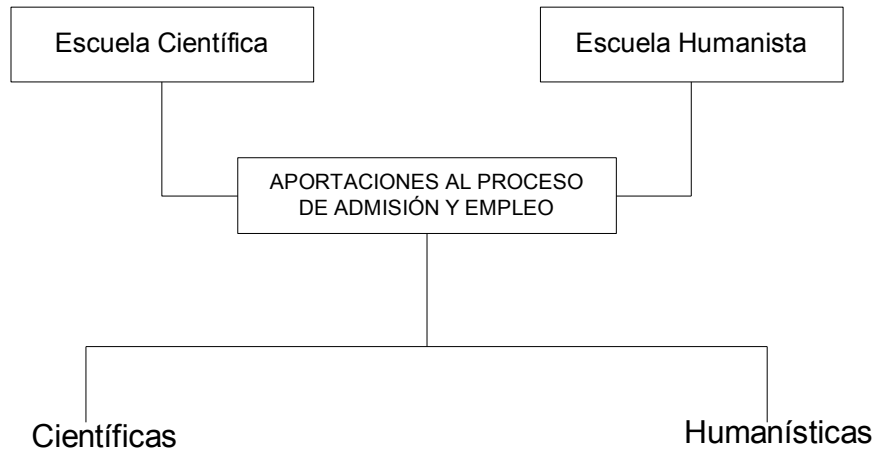 Escuela Científica
Escuela Humanista
APORTACIONES AL PROCESO
DE ADMISIÓN Y EMPLEO
Científicas
Humanísticas